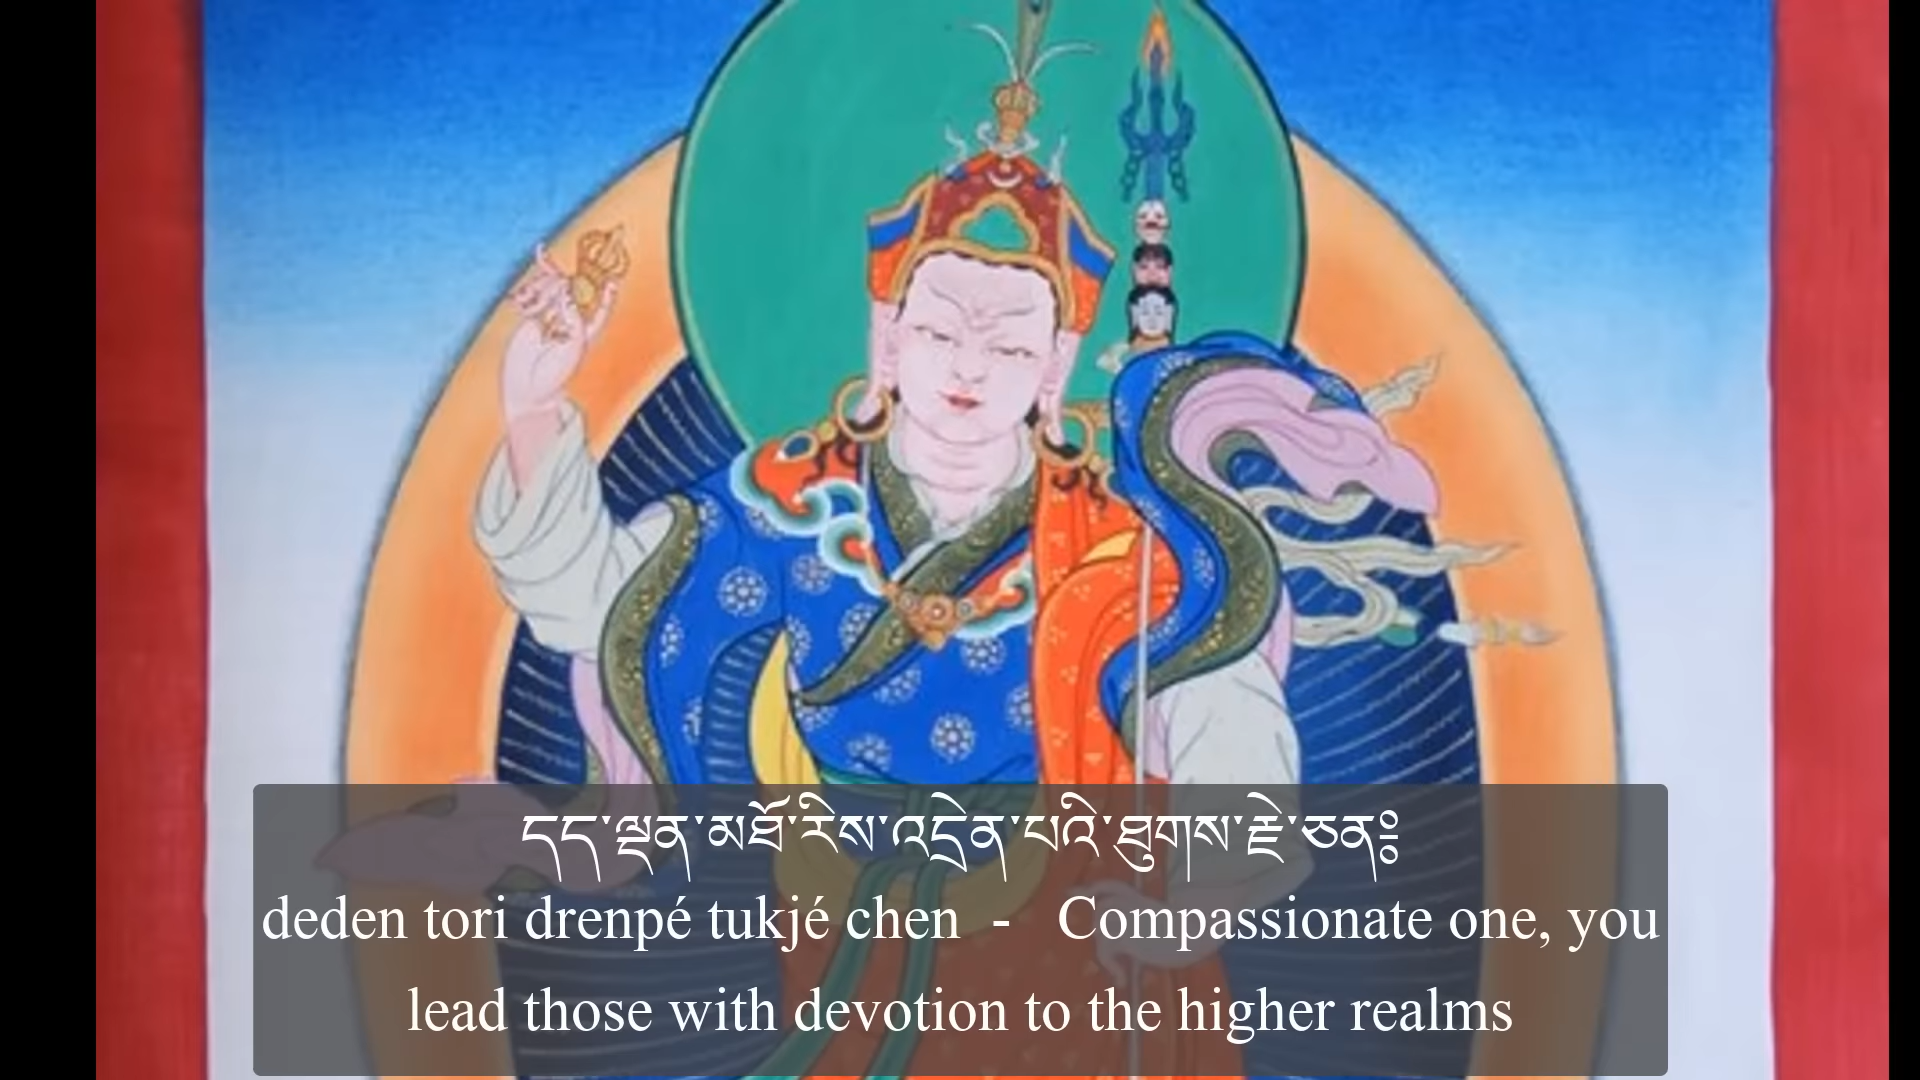 དད་ལྡན་མཐོ་རིས་འདྲེན་པའི་ཐུགས་རྗེ་ཅན༔
deden tori drenpé tukjé chen - Compassionate one, you
lead those with devotion to the higher realms